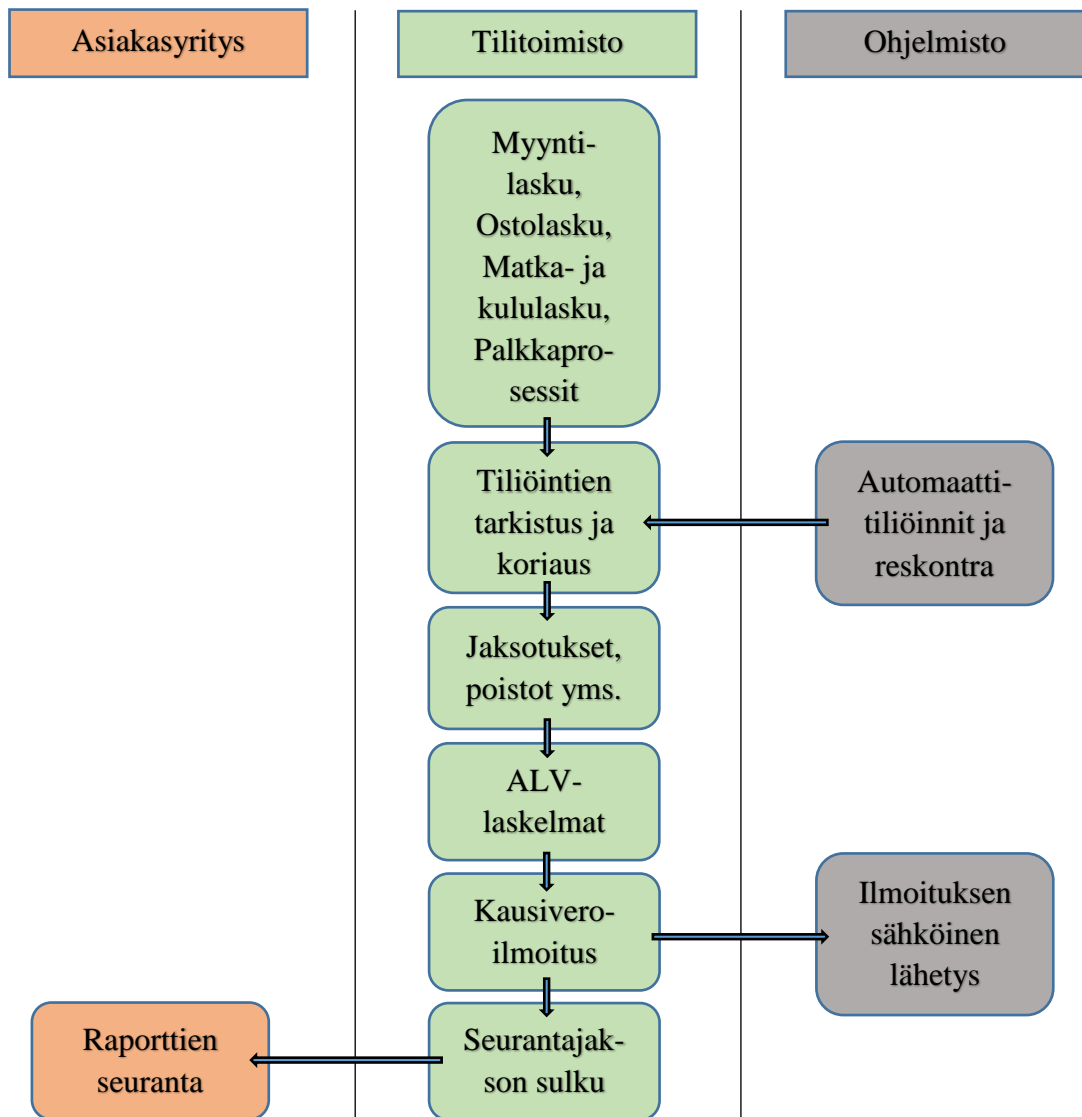 Asiakasyritys
Tilitoimisto
Ohjelmisto
Myynti-
lasku,
Ostolasku,
Matka- ja
kululasku,
Palkkapro-
sessit
Tiliöintien
tarkistus ja
koriaus
Automaatti-
tiliöinnit ja
reskontra
Jaksotukset,
poistot yms.
ALV-
laskelmat
Kausivero-
ilmoitus
Ilmoituksen
sähköinen
lähetys
Raporttien
seuranta
Seurantajak-
son sulku